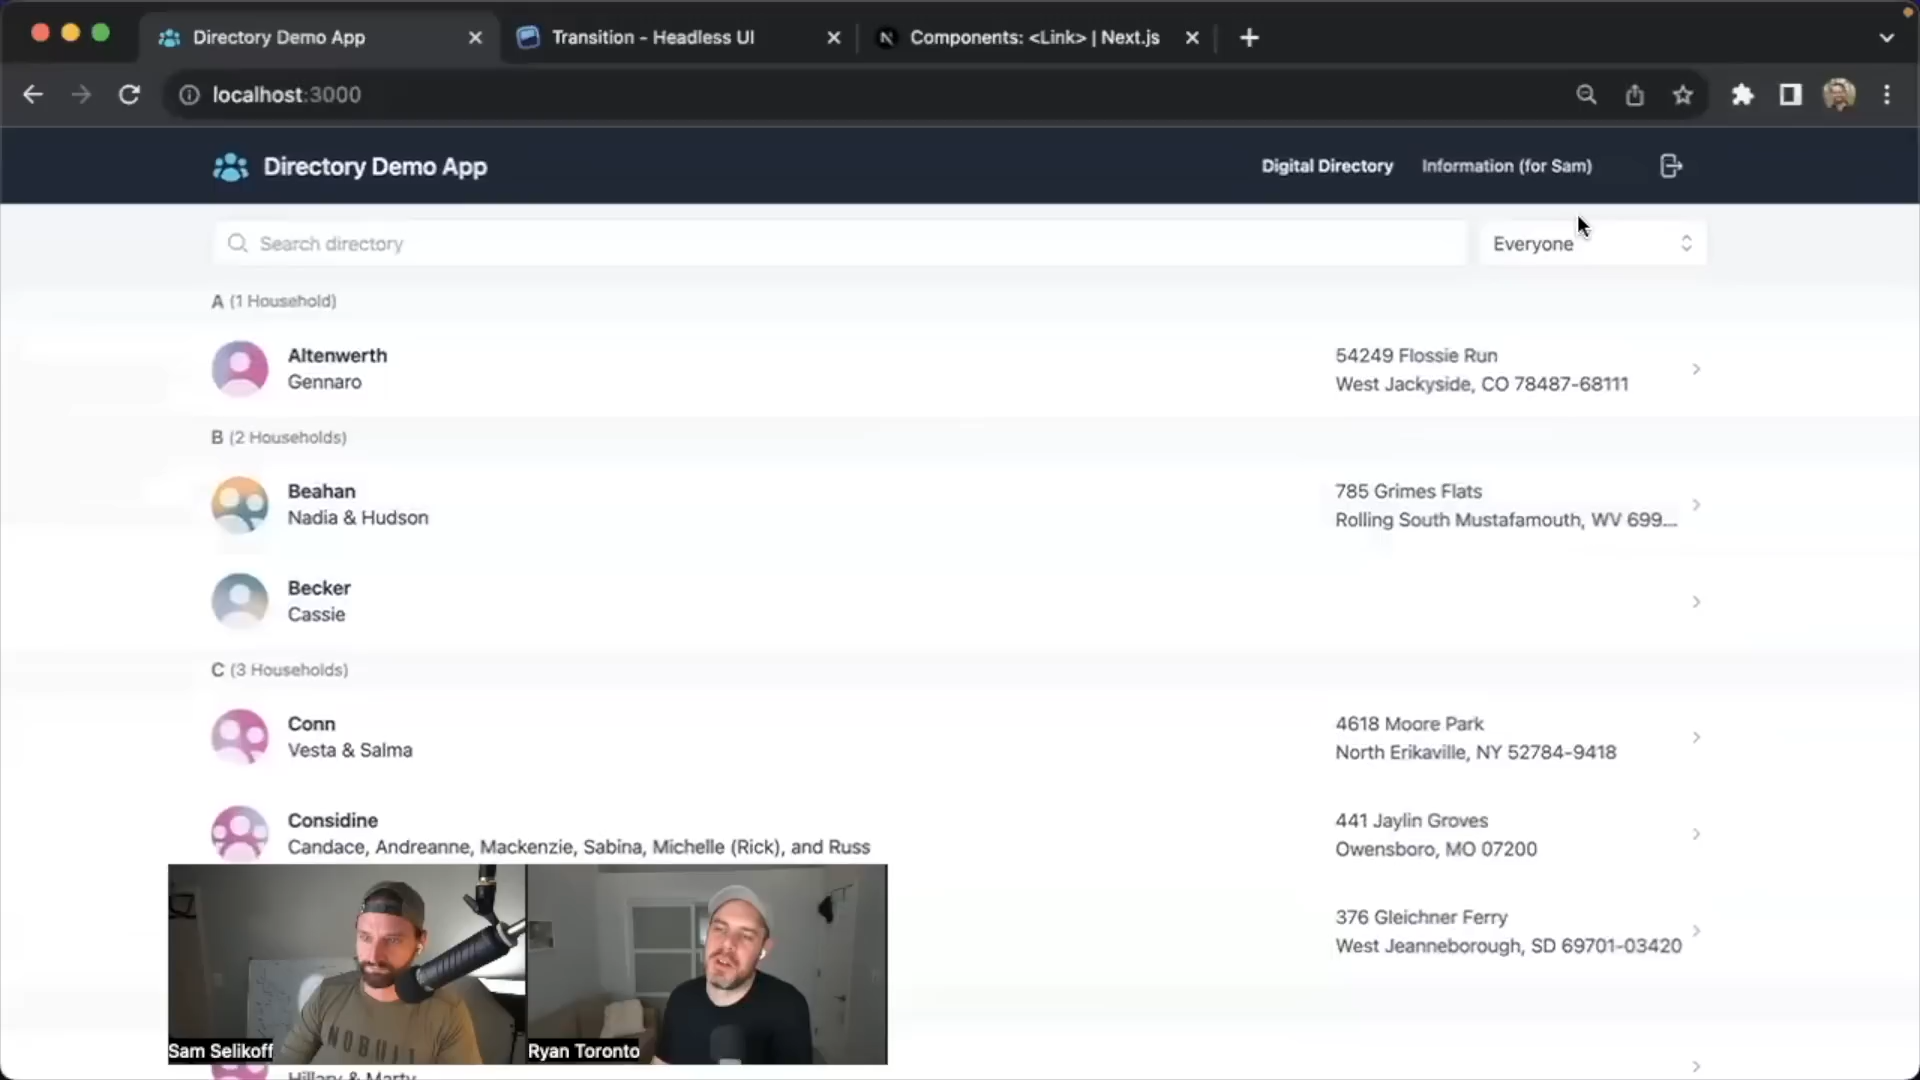 Directory Demo App
Transition – Headless UI
Components: <Link> | Next.js
localhost:3000
Directory Demo App
Digital Directory
Information (for Sam)
Search directory
Everyone
A (1 Household)
Altenwerth
Gennaro
54249 Flossie Run
West Jackyside, CO 78487-68111
B (2 Households)
Beahan
Nadia & Hudson
785 Grimes Flats
Rolling South Mustafamouth, WV 699...
Becker
Cassie
C (3 Households)
Conn
Vesta & Salma
4618 Moore Park
North Erikaville, NY 52784-9418
Considine
Candace, Andreanne, Mackenzie, Sabina, Michelle (Rick), and Russ
441 Jaylin Groves
Owensboro, MO 07200
376 Gleichner Ferry
West Jeanneborough, SD 69701-03420
NOBULL
Sam Selikoff
Ryan Toronto
Hillary & Marty